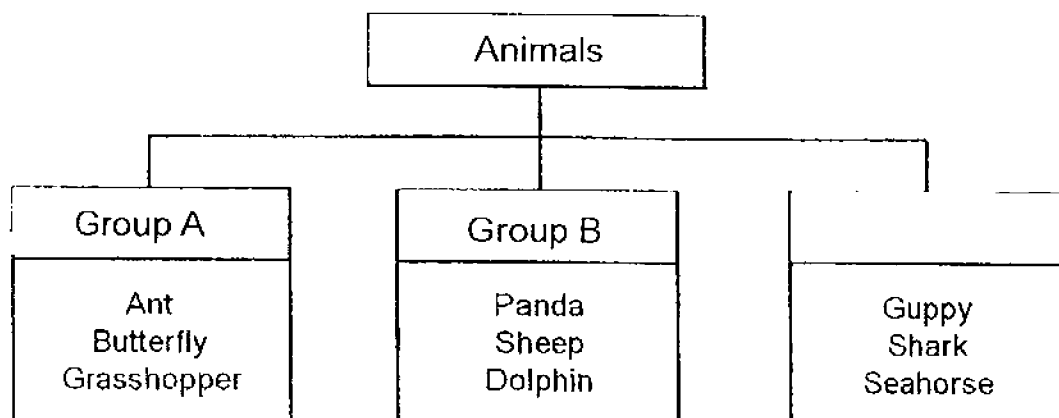 Animals
Group A
Ant
Butterfly
Grasshopper
Group B
Panda
Sheep
Dolphin
Guppy
Shark
Seahorse